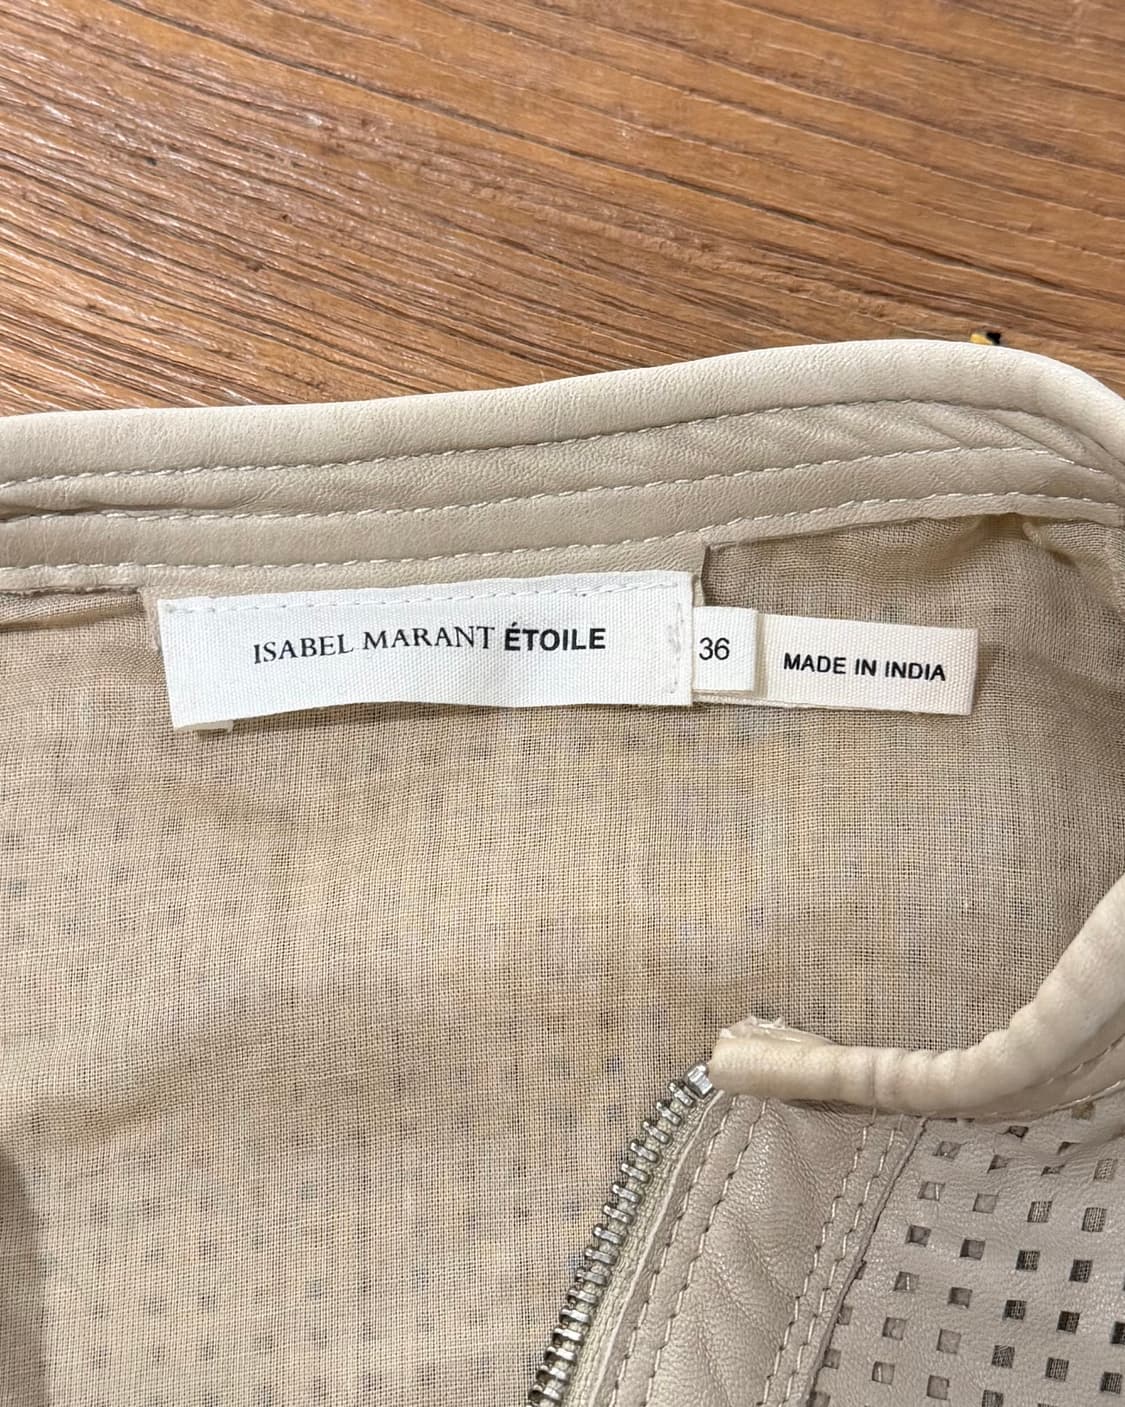 ISABEL MARANT ÉTOILE
36
MADE IN INDIA